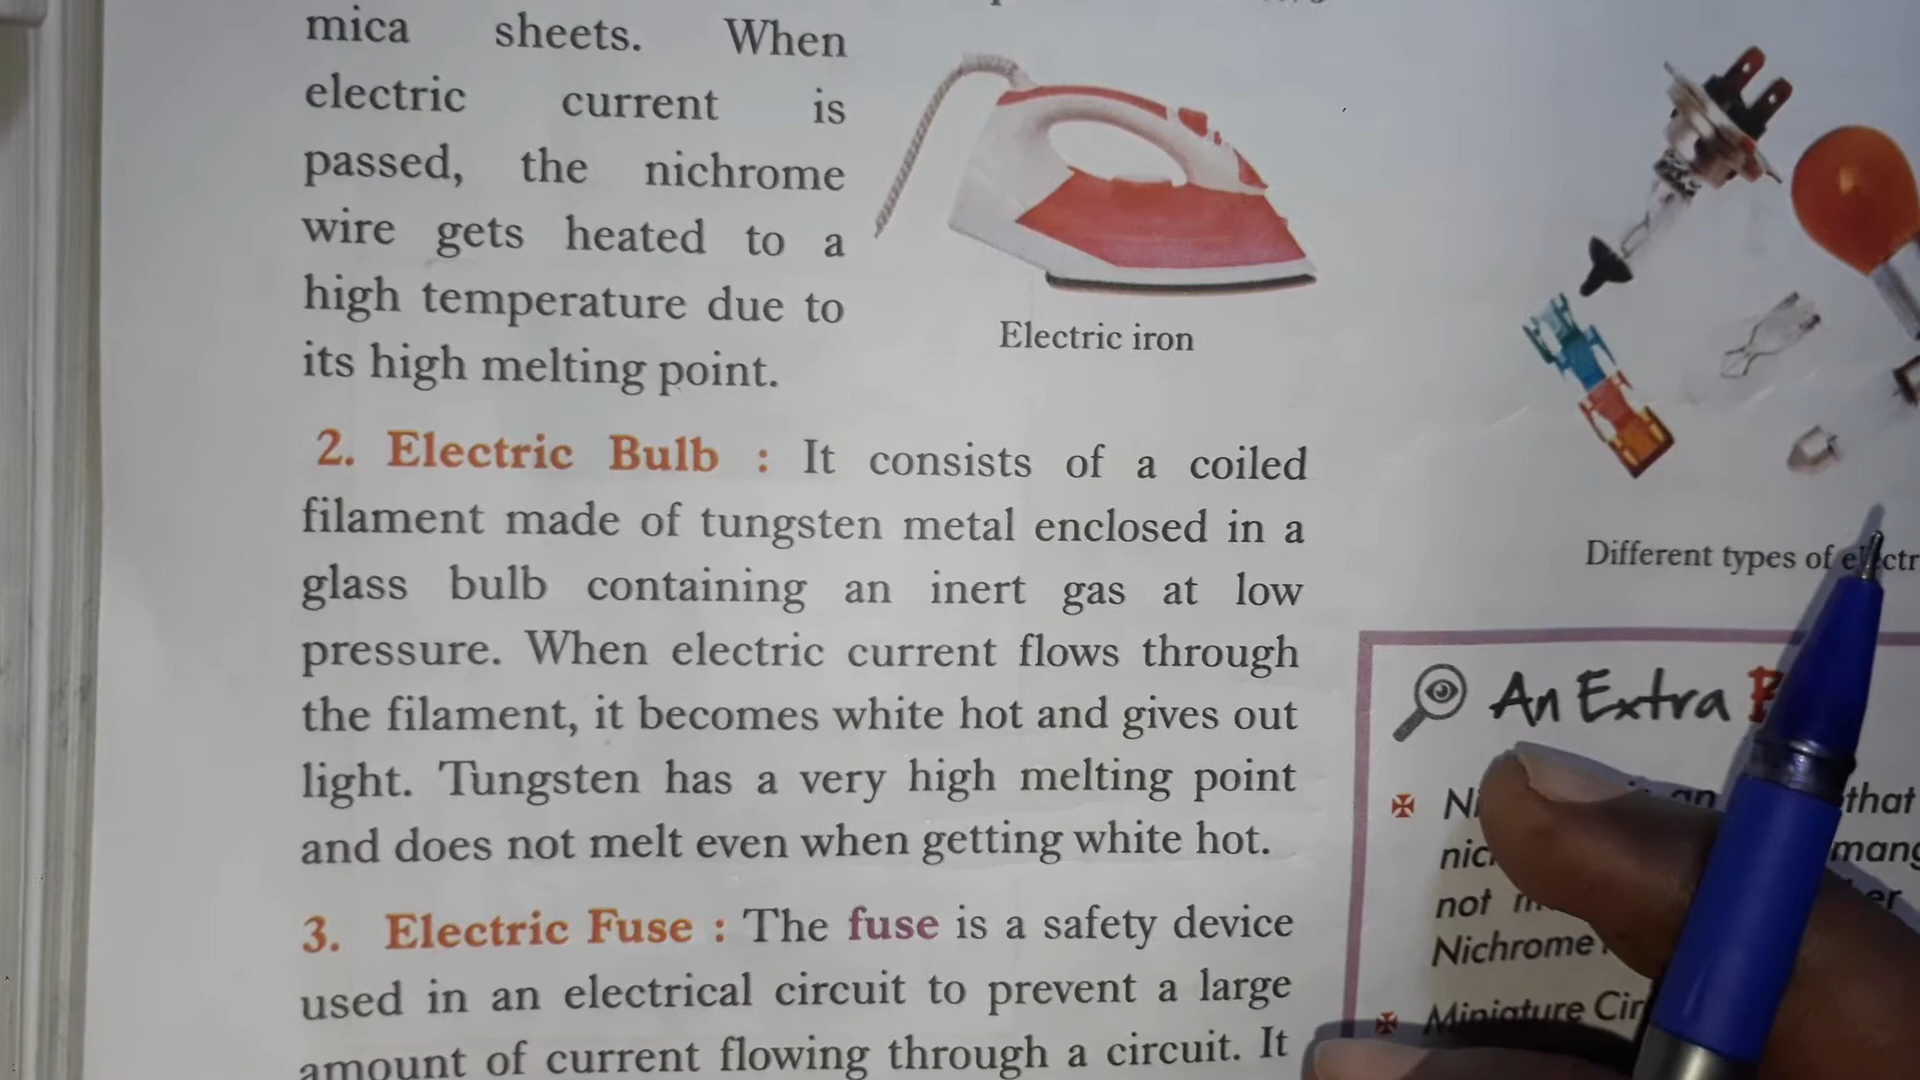 mica sheets. When
electric current is
passed, the nichrome
wire gets heated to a
high temperature due to
its high melting point.
Electric iron
2. Electric Bulb : It consists of a coiled
filament made of tungsten metal enclosed in a
glass bulb containing an inert gas at low
pressure. When electric current flows through
the filament, it becomes white hot and gives out
light. Tungsten has a very high melting point
and does not melt even when getting white hot.
3. Electric Fuse : The fuse is a safety device
used in an electrical circuit to prevent a large
amount of current flowing through a circuit. It
Different types of
An Extra
an that
not
Nichrome
Miniature